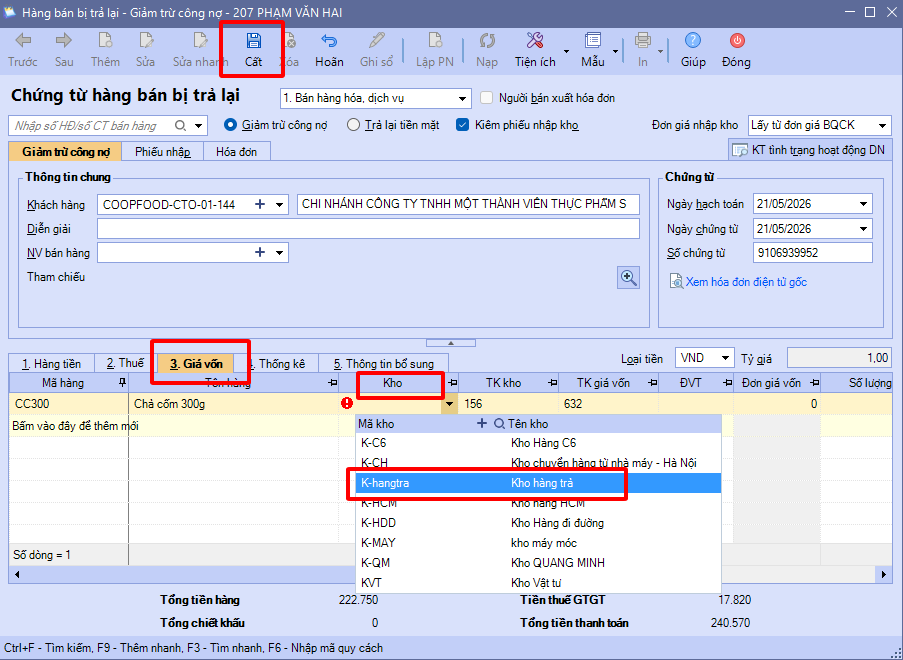 Hàng bán bị trả lại - Giảm trừ công nợ - 207 PHẠM VĂN HAI
Trước Sau Thêm Sửa Sửa nhanh Cất Xóa Hoãn Ghi sổ Lập PN Nạp Tiện ích Mẫu In Giúp Đóng
Chứng từ hàng bán bị trả lại
1. Bán hàng hóa, dịch vụ
Người bán xuất hóa đơn
Nhập số HĐ/số CT bán hàng
Giảm trừ công nợ
Trả lại tiền mặt
Kiêm phiếu nhập kho
Đơn giá nhập kho Lấy từ đơn giá BQCK
Giảm trừ công nợ Phiếu nhập Hóa đơn
KT tình trạng hoạt động DN
Thông tin chung
Khách hàng COOPFOOD-CTO-01-144 CHI NHÁNH CÔNG TY TNHH MỘT THÀNH VIÊN THỰC PHẨM S
Diễn giải
NV bán hàng
Tham chiếu
Chứng từ
Ngày hạch toán 21/05/2026
Ngày chứng từ 21/05/2026
Số chứng từ 9106939952
Xem hóa đơn điện tử gốc
1. Hàng tiền 2. Thuế 3. Giá vốn . Thống kê 5. Thông tin bổ sung
Loại tiền VND Tỷ giá 1,00
Mã hàng Tên hàng Kho TK kho TK giá vốn ĐVT Đơn giá vốn Số lượng
CC300 Chả cốm 300g 156 632 0
Bấm vào đây để thêm mới
Mã kho Tên kho
K-C6 Kho Hàng C6
K-CH Kho chuyển hàng từ nhà máy - Hà Nội
K-hangtra Kho hàng trả
K-HCM Kho hàng HCM
K-HDD Kho Hàng đi đường
K-MAY kho máy móc
K-QM Kho QUANG MINH
KVT Kho Vật tư
Số dòng = 1
Tổng tiền hàng 222.750 Tiền thuế GTGT 17.820
Tổng chiết khấu 0 Tổng tiền thanh toán 240.570
Ctrl+F - Tìm kiếm, F9 - Thêm nhanh, F3 - Tìm nhanh, F6 - Nhập mã quy cách